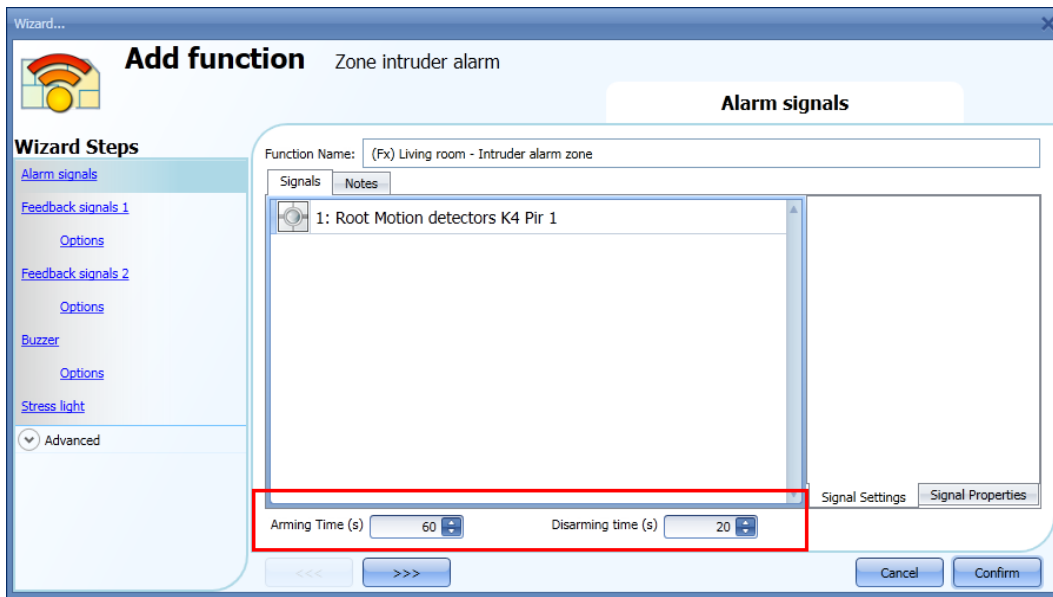 Wizard...
Add function Zone intruder alarm
Alarm signals
Wizard Steps
Alarm signals
Feedback signals 1
Options
Feedback signals 2
Options
Buzzer
Options
Stress light
Advanced
Function Name: (Fx) Living room - Intruder alarm zone
Signals Notes
1: Root Motion detectors K4 Pir 1
Signal Settings Signal Properties
Arming Time (s) 60 Disarming time (s) 20
<<< >>> Cancel Confirm